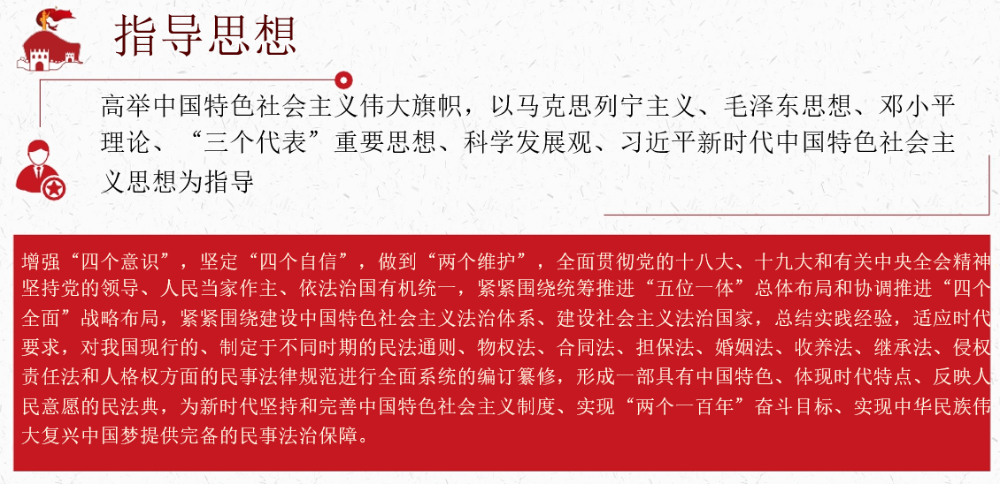 指导思想
高举中国特色社会主义伟大旗帜，以马克思列宁主义、毛泽东思想、邓小平
理论、“三个代表”重要思想、科学发展观、习近平新时代中国特色社会主
义思想为指导
增强“四个意识”，坚定“四个自信”，做到“两个维护”，全面贯彻党的十八大、十九大和有关中央全会精神
坚持党的领导、人民当家作主、依法治国有机统一，紧紧围绕统筹推进“五位一体”总体布局和协调推进“四个
全面”战略布局，紧紧围绕建设中国特色社会主义法治体系、建设社会主义法治国家，总结实践经验，适应时代
要求，对我国现行的、制定于不同时期的民法通则、物权法、合同法、担保法、婚姻法、收养法、继承法、侵权
责任法和人格权方面的民事法律规范进行全面系统的编订纂修，形成一部具有中国特色、体现时代特点、反映人
民意愿的民法典，为新时代坚持和完善中国特色社会主义制度、实现“两个一百年”奋斗目标、实现中华民族伟
大复兴中国梦提供完备的民事法治保障。